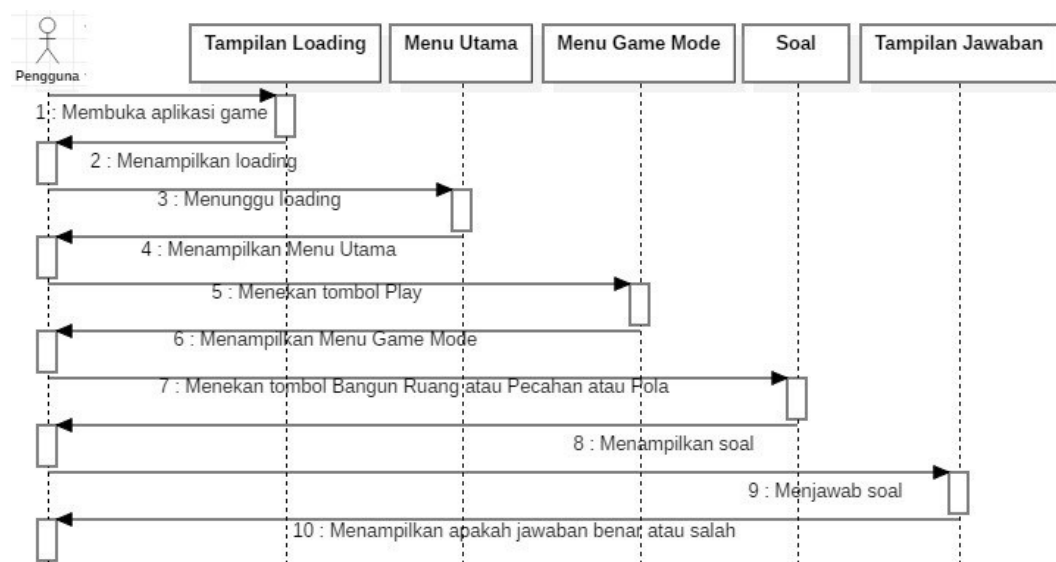 Pengguna
Tampilan Loading
Menu Utama
Menu Game Mode
Soal
Tampilan Jawaban
1 : Membuka aplikasi game
2 : Menampilkan loading
3 : Menunggu loading
4 : Menampilkan Menu Utama
5 : Menekan tombol Play
6 : Menampilkan Menu Game Mode
7 : Menekan tombol Bangun Ruang atau Pecahan atau Pola
8 : Menampilkan soal
9 : Menjawab soal
10 : Menampilkan apakah jawaban benar atau salah